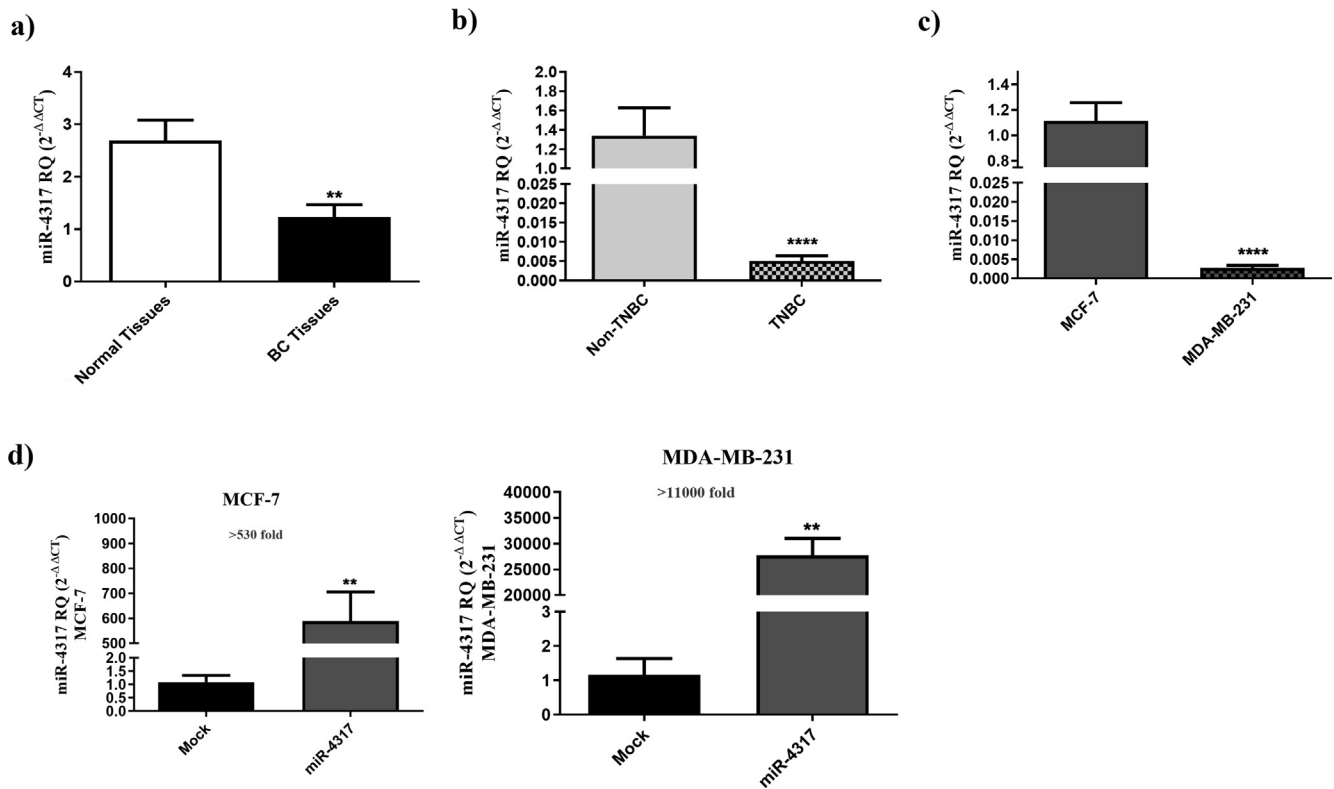 a)
miR-4317 RQ (2-ΔΔCT)
4
3
2
1
0
**
Normal Tissues
BC Tissues
b)
miR-4317 RQ (2-ΔΔCT)
2.0
1.8
1.6
1.4
1.2
1.0
0.025
0.020
0.015
0.010
0.005
0.000
****
Non-TNBC
TNBC
c)
miR-4317 RQ (2-ΔΔCT)
1.4
1.2
1.0
0.8
0.025
0.020
0.015
0.010
0.005
0.000
****
MCF-7
MDA-MB-231
d)
MCF-7
>530 fold
miR-4317 RQ (2-ΔΔCT)
MCF-7
1000
900
800
700
600
500
2.0
1.5
1.0
0.5
0.0
**
Mock
miR-4317
MDA-MB-231
>11000 fold
miR-4317 RQ (2-ΔΔCT)
MDA-MB-231
40000
35000
30000
25000
20000
3
2
1
0
**
Mock
miR-4317